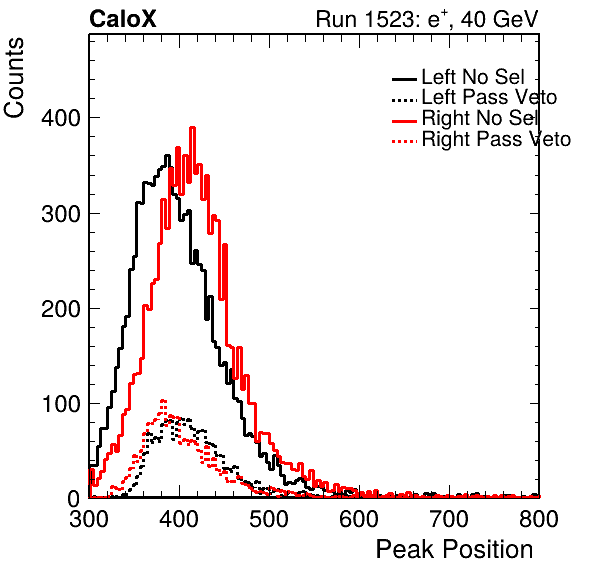 CaloX Run 1523: e+, 40 GeV
Counts
Left No Sel
Left Pass Veto
Right No Sel
Right Pass Veto
400
300
200
100
0
300 400 500 600 700 800
Peak Position